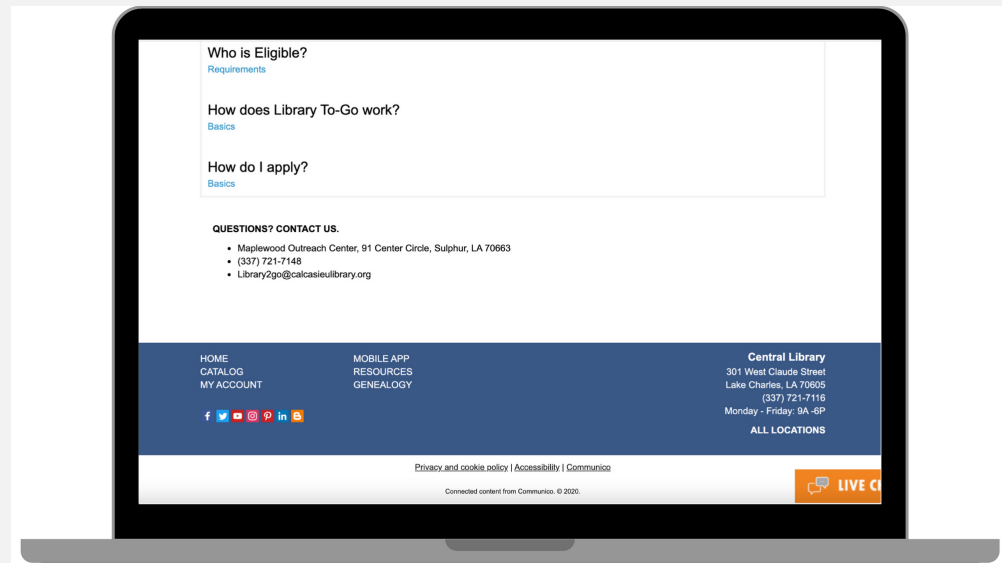 Who is Eligible?
Requirements
How does Library To-Go work?
Basics
How do I apply?
Basics
QUESTIONS? CONTACT US.
• Maplewood Outreach Center, 91 Center Circle, Sulphur, LA 70663
• (337) 721-7148
• Library2go@calcasieulibrary.org
HOME
CATALOG
MY ACCOUNT
MOBILE APP
RESOURCES
GENEALOGY
Central Library
301 West Claude Street
Lake Charles, LA 70605
(337) 721-7116
Monday - Friday: 9A -6P
ALL LOCATIONS
Privacy and cookie policy | Accessibility | Communico
Connected content from Communico. © 2020.
LIVE